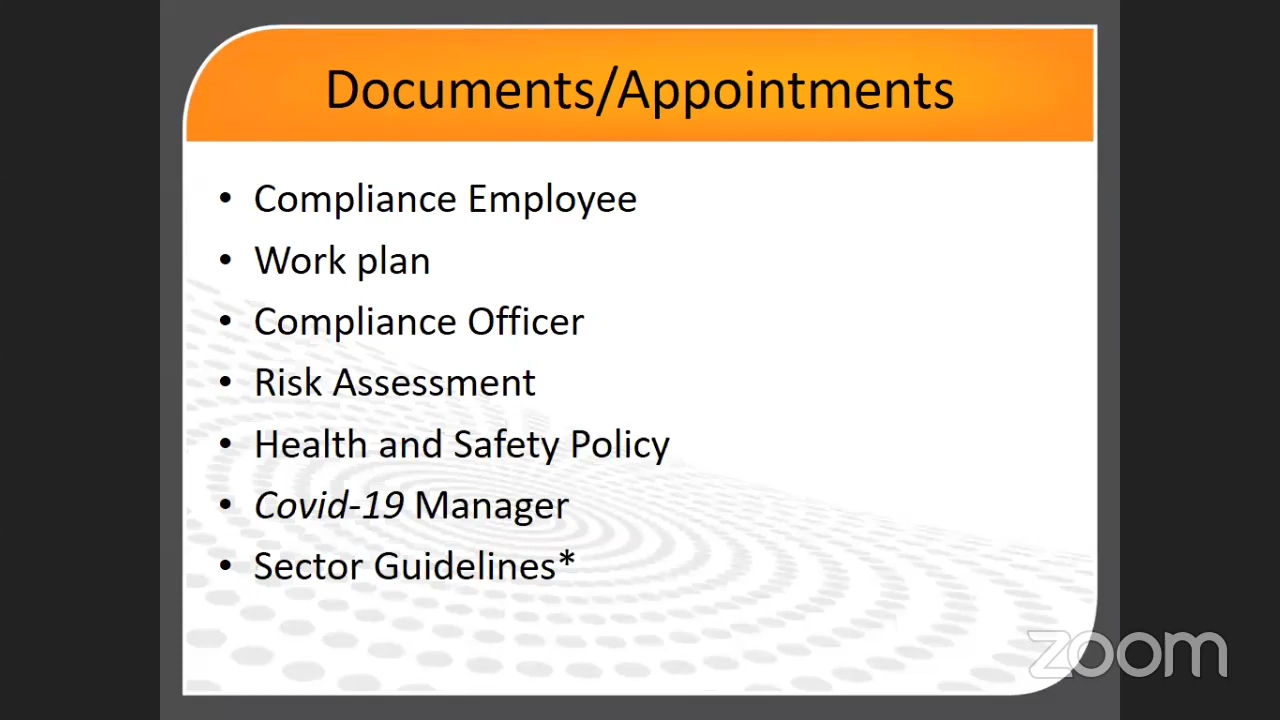 Documents/Appointments
• Compliance Employee
• Work plan
• Compliance Officer
• Risk Assessment
• Health and Safety Policy
• Covid-19 Manager
• Sector Guidelines*
zoom